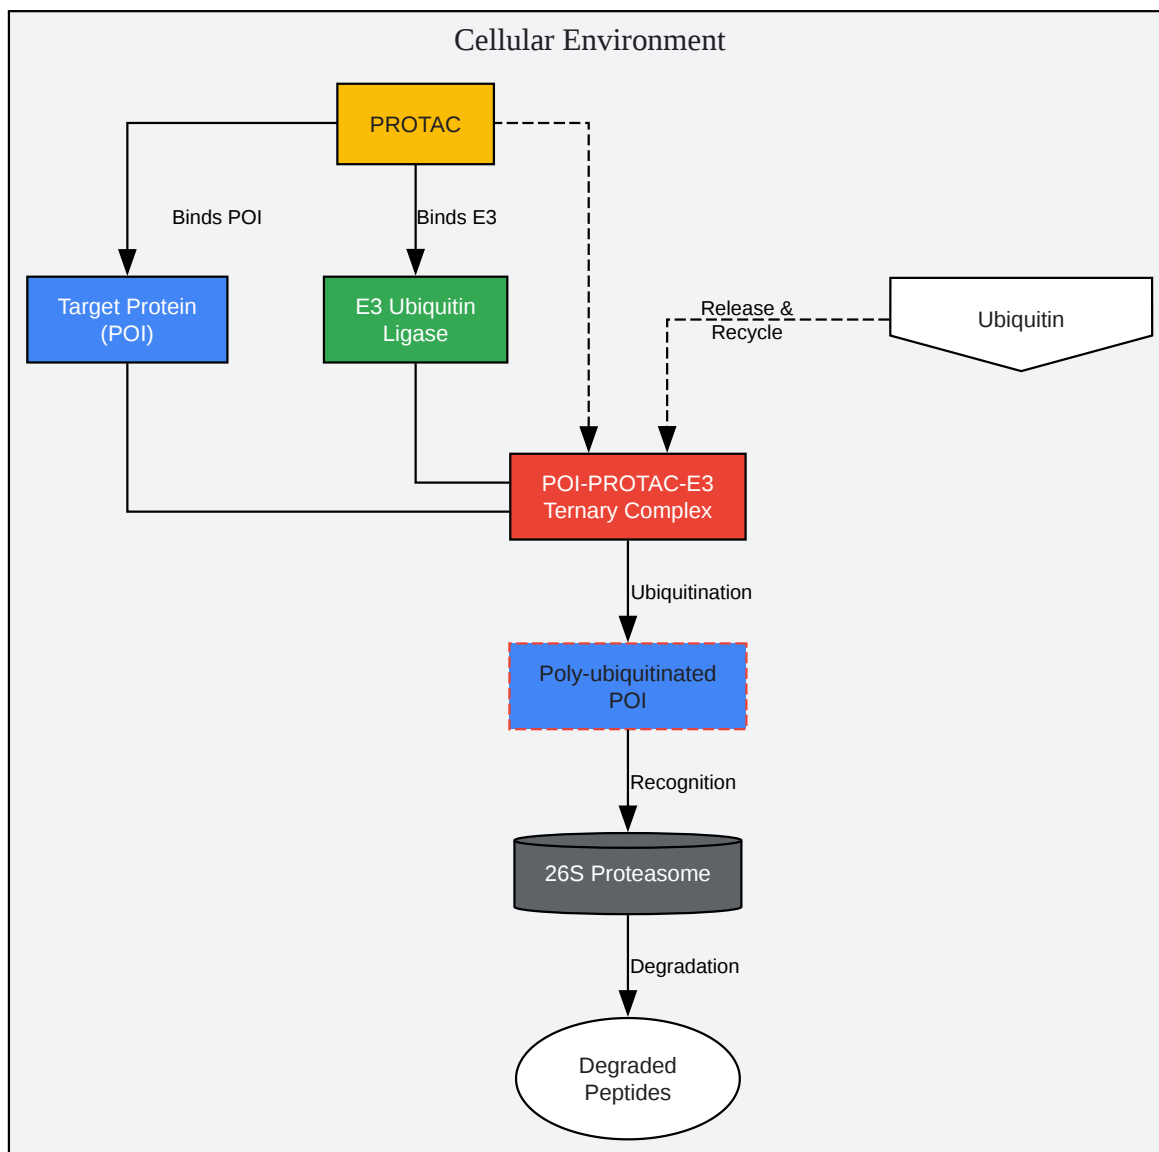 Cellular Environment
PROTAC
Binds POI
Binds E3
Target Protein
(POI)
E3 Ubiquitin
Ligase
Release &
Recycle
Ubiquitin
POI-PROTAC-E3
Ternary Complex
Ubiquitination
Poly-ubiquitinated
POI
Recognition
26S Proteasome
Degradation
Degraded
Peptides